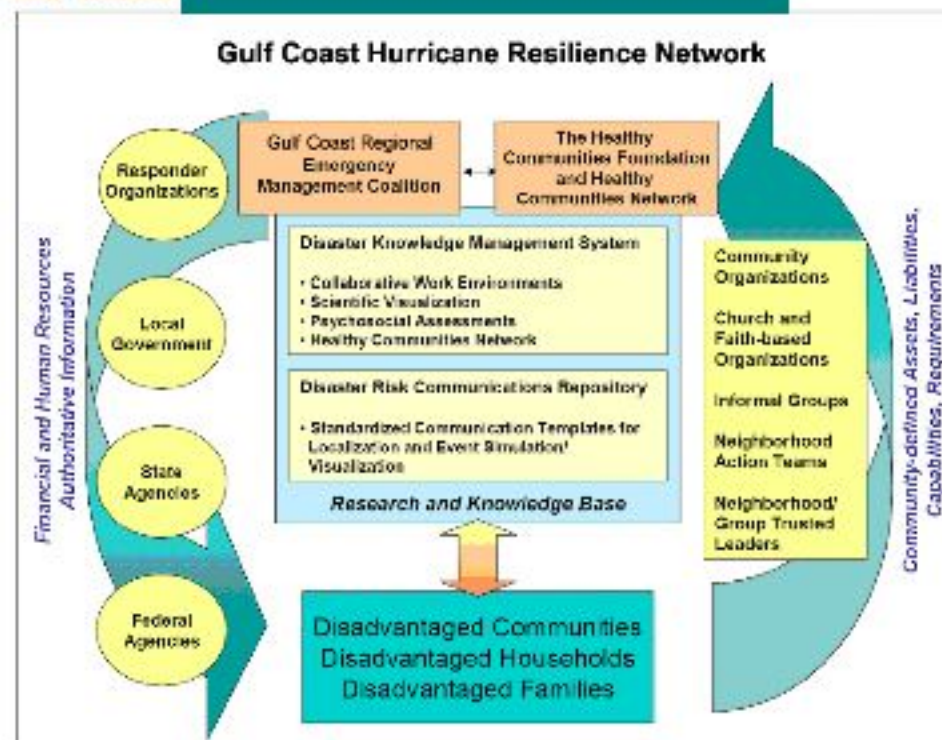 Gulf Coast Hurricane Resilience Network
Gulf Coast Regional
Emergency
Management Coalition
The Healthy
Communities Foundation
and Healthy
Communities Network
Responder
Organizations
Local
Government
State
Agencies
Federal
Agencies
Financial and Human Resources
Authoritative Information
Disaster Knowledge Management System
• Collaborative Work Environments
• Scientific Visualization
• Psychosocial Assessments
• Healthy Communities Network
Disaster Risk Communications Repository
• Standardized Communication Templates for
Localization and Event Simulation/
Visualization
Research and Knowledge Base
Community
Organizations
Church and
Faith-based
Organizations
Informal Groups
Neighborhood
Action Teams
Neighborhood/
Group Trusted
Leaders
Community-defined Assets, Liabilities,
Capabilities, Requirements
Disadvantaged Communities
Disadvantaged Households
Disadvantaged Families